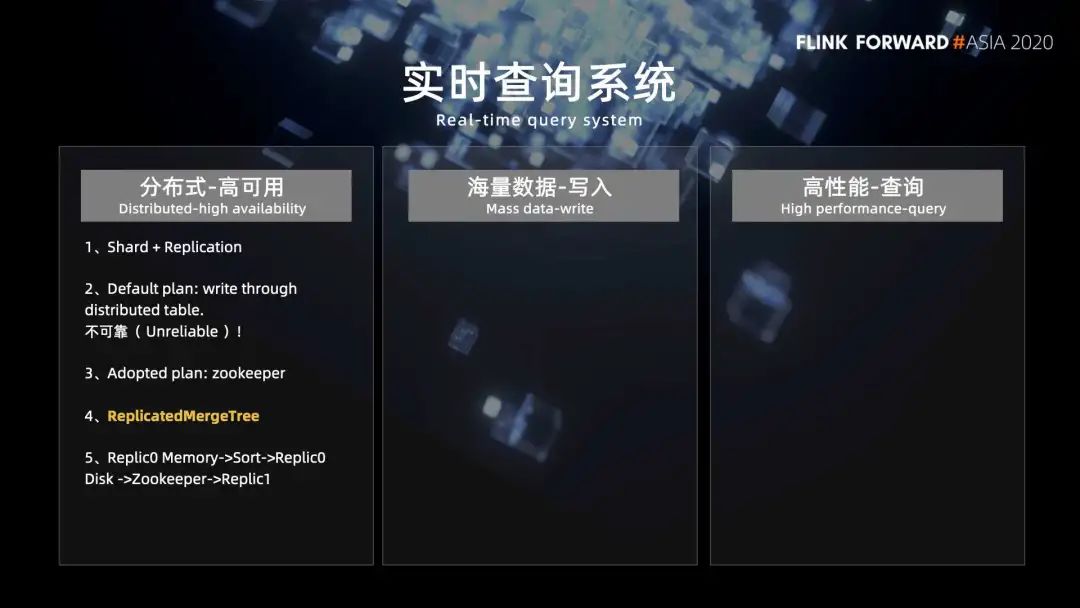 FLINK FORWARD #ASIA 2020
实时查询系统
Real-time query system
分布式-高可用
Distributed-high availability
1、Shard + Replication
2、Default plan: write through
distributed table.
不可靠（ Unreliable ）！
3、Adopted plan: zookeeper
4、ReplicatedMergeTree
5、Replic0 Memory->Sort->Replic0
Disk ->Zookeeper->Replic1
海量数据-写入
Mass data-write
高性能-查询
High performance-query